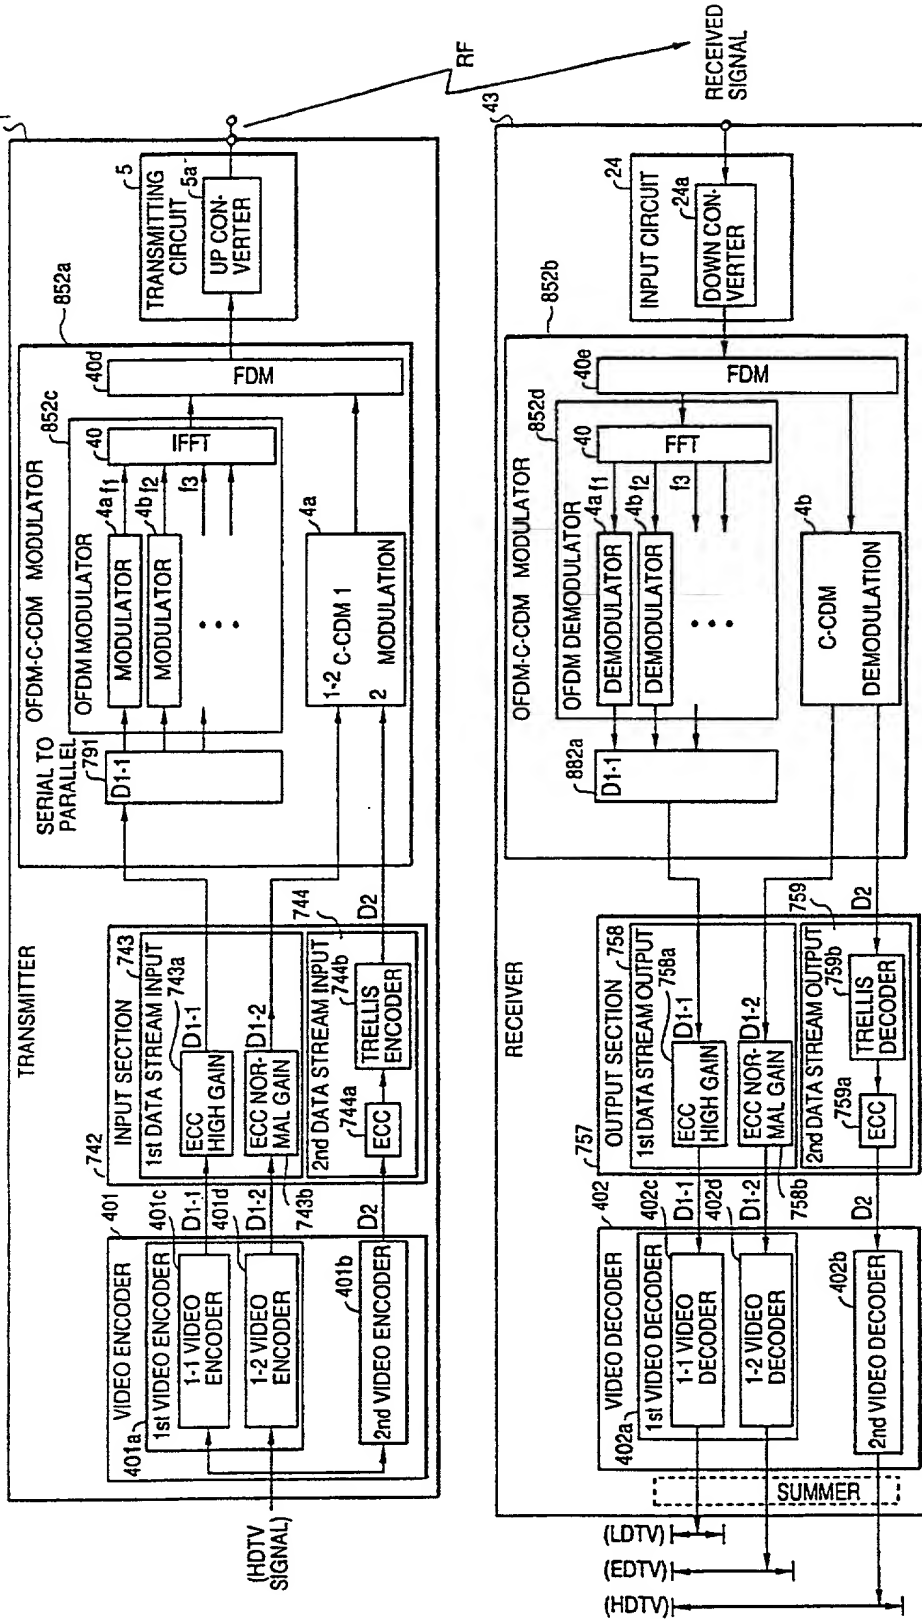 TRANSMITTER
1
(HDTV
SIGNAL)
VIDEO ENCODER
401
401a
1st VIDEO ENCODER
401c
1-1 VIDEO
ENCODER
401d
1-2 VIDEO
ENCODER
401b
2nd VIDEO ENCODER
D1-1
D1-2
D2
742
INPUT SECTION
743
1st DATA STREAM INPUT
743a
ECC
HIGH GAIN
ECC NOR-
MAL GAIN
743b
D1-1
D1-2
744
2nd DATA STREAM INPUT
744a
ECC
744b
TRELLIS
ENCODER
D2
OFDM-C-CDM MODULATOR
852a
SERIAL TO
PARALLEL
791
D1-1
OFDM MODULATOR
852c
MODULATOR
4a
f1
MODULATOR
4b
f2
f3
• • •
40
IFFT
4a
1-2
C-CDM 1
2
MODULATION
40d
FDM
TRANSMITTING
CIRCUIT
5
UP CON-
VERTER
5a
RF
RECEIVED
SIGNAL
RECEIVER
43
INPUT CIRCUIT
24
DOWN CON-
VERTER
24a
OFDM-C-CDM MODULATOR
852b
40e
FDM
OFDM DEMODULATOR
852d
40
FFT
DEMODULATOR
4a
f1
DEMODULATOR
4b
f2
f3
• • •
882a
D1-1
4b
C-CDM
DEMODULATION
757
OUTPUT SECTION
758
1st DATA STREAM OUTPUT
758a
ECC
HIGH GAIN
D1-1
ECC NOR-
MAL GAIN
758b
D1-2
2nd DATA STREAM OUTPUT
759
759a
ECC
759b
TRELLIS
DECODER
D2
D1-1
D1-2
D2
VIDEO DECODER
402
402a
1st VIDEO DECODER
402c
1-1 VIDEO
DECODER
402d
1-2 VIDEO
DECODER
402b
2nd VIDEO DECODER
SUMMER
(LDTV)
(EDTV)
(HDTV)